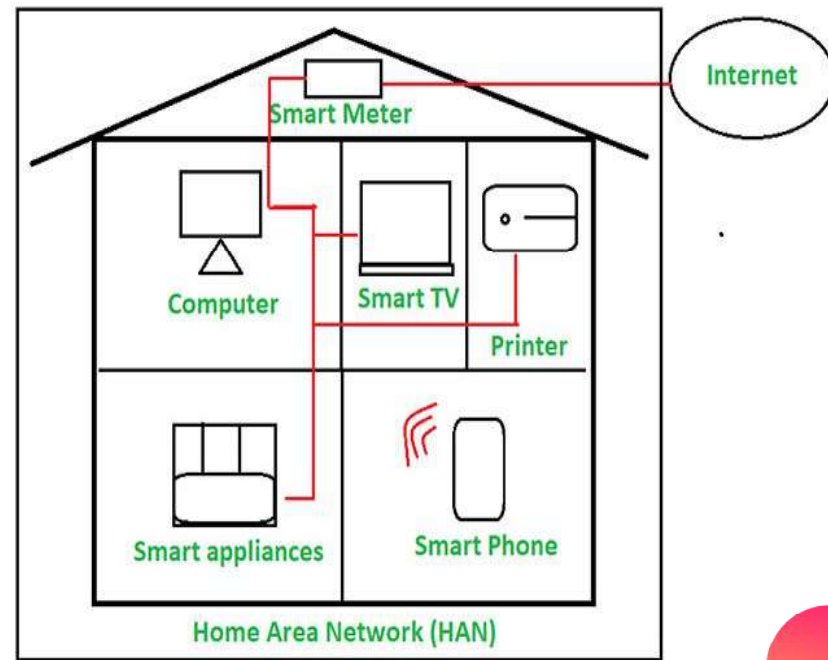 Internet
Smart Meter
Computer
Smart TV
Printer
Smart appliances
Smart Phone
Home Area Network (HAN)